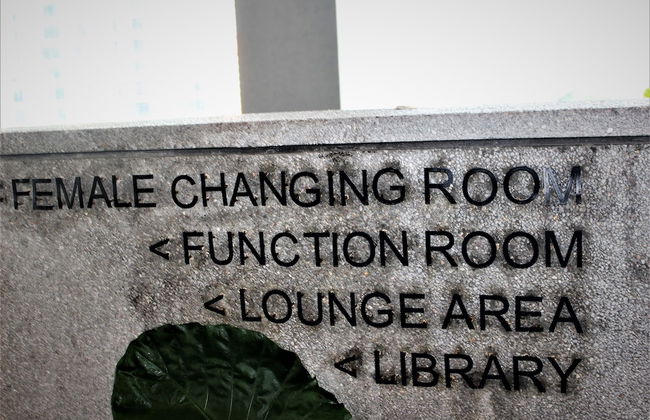 < FEMALE CHANGING ROOM
< FUNCTION ROOM
< LOUNGE AREA
< LIBRARY